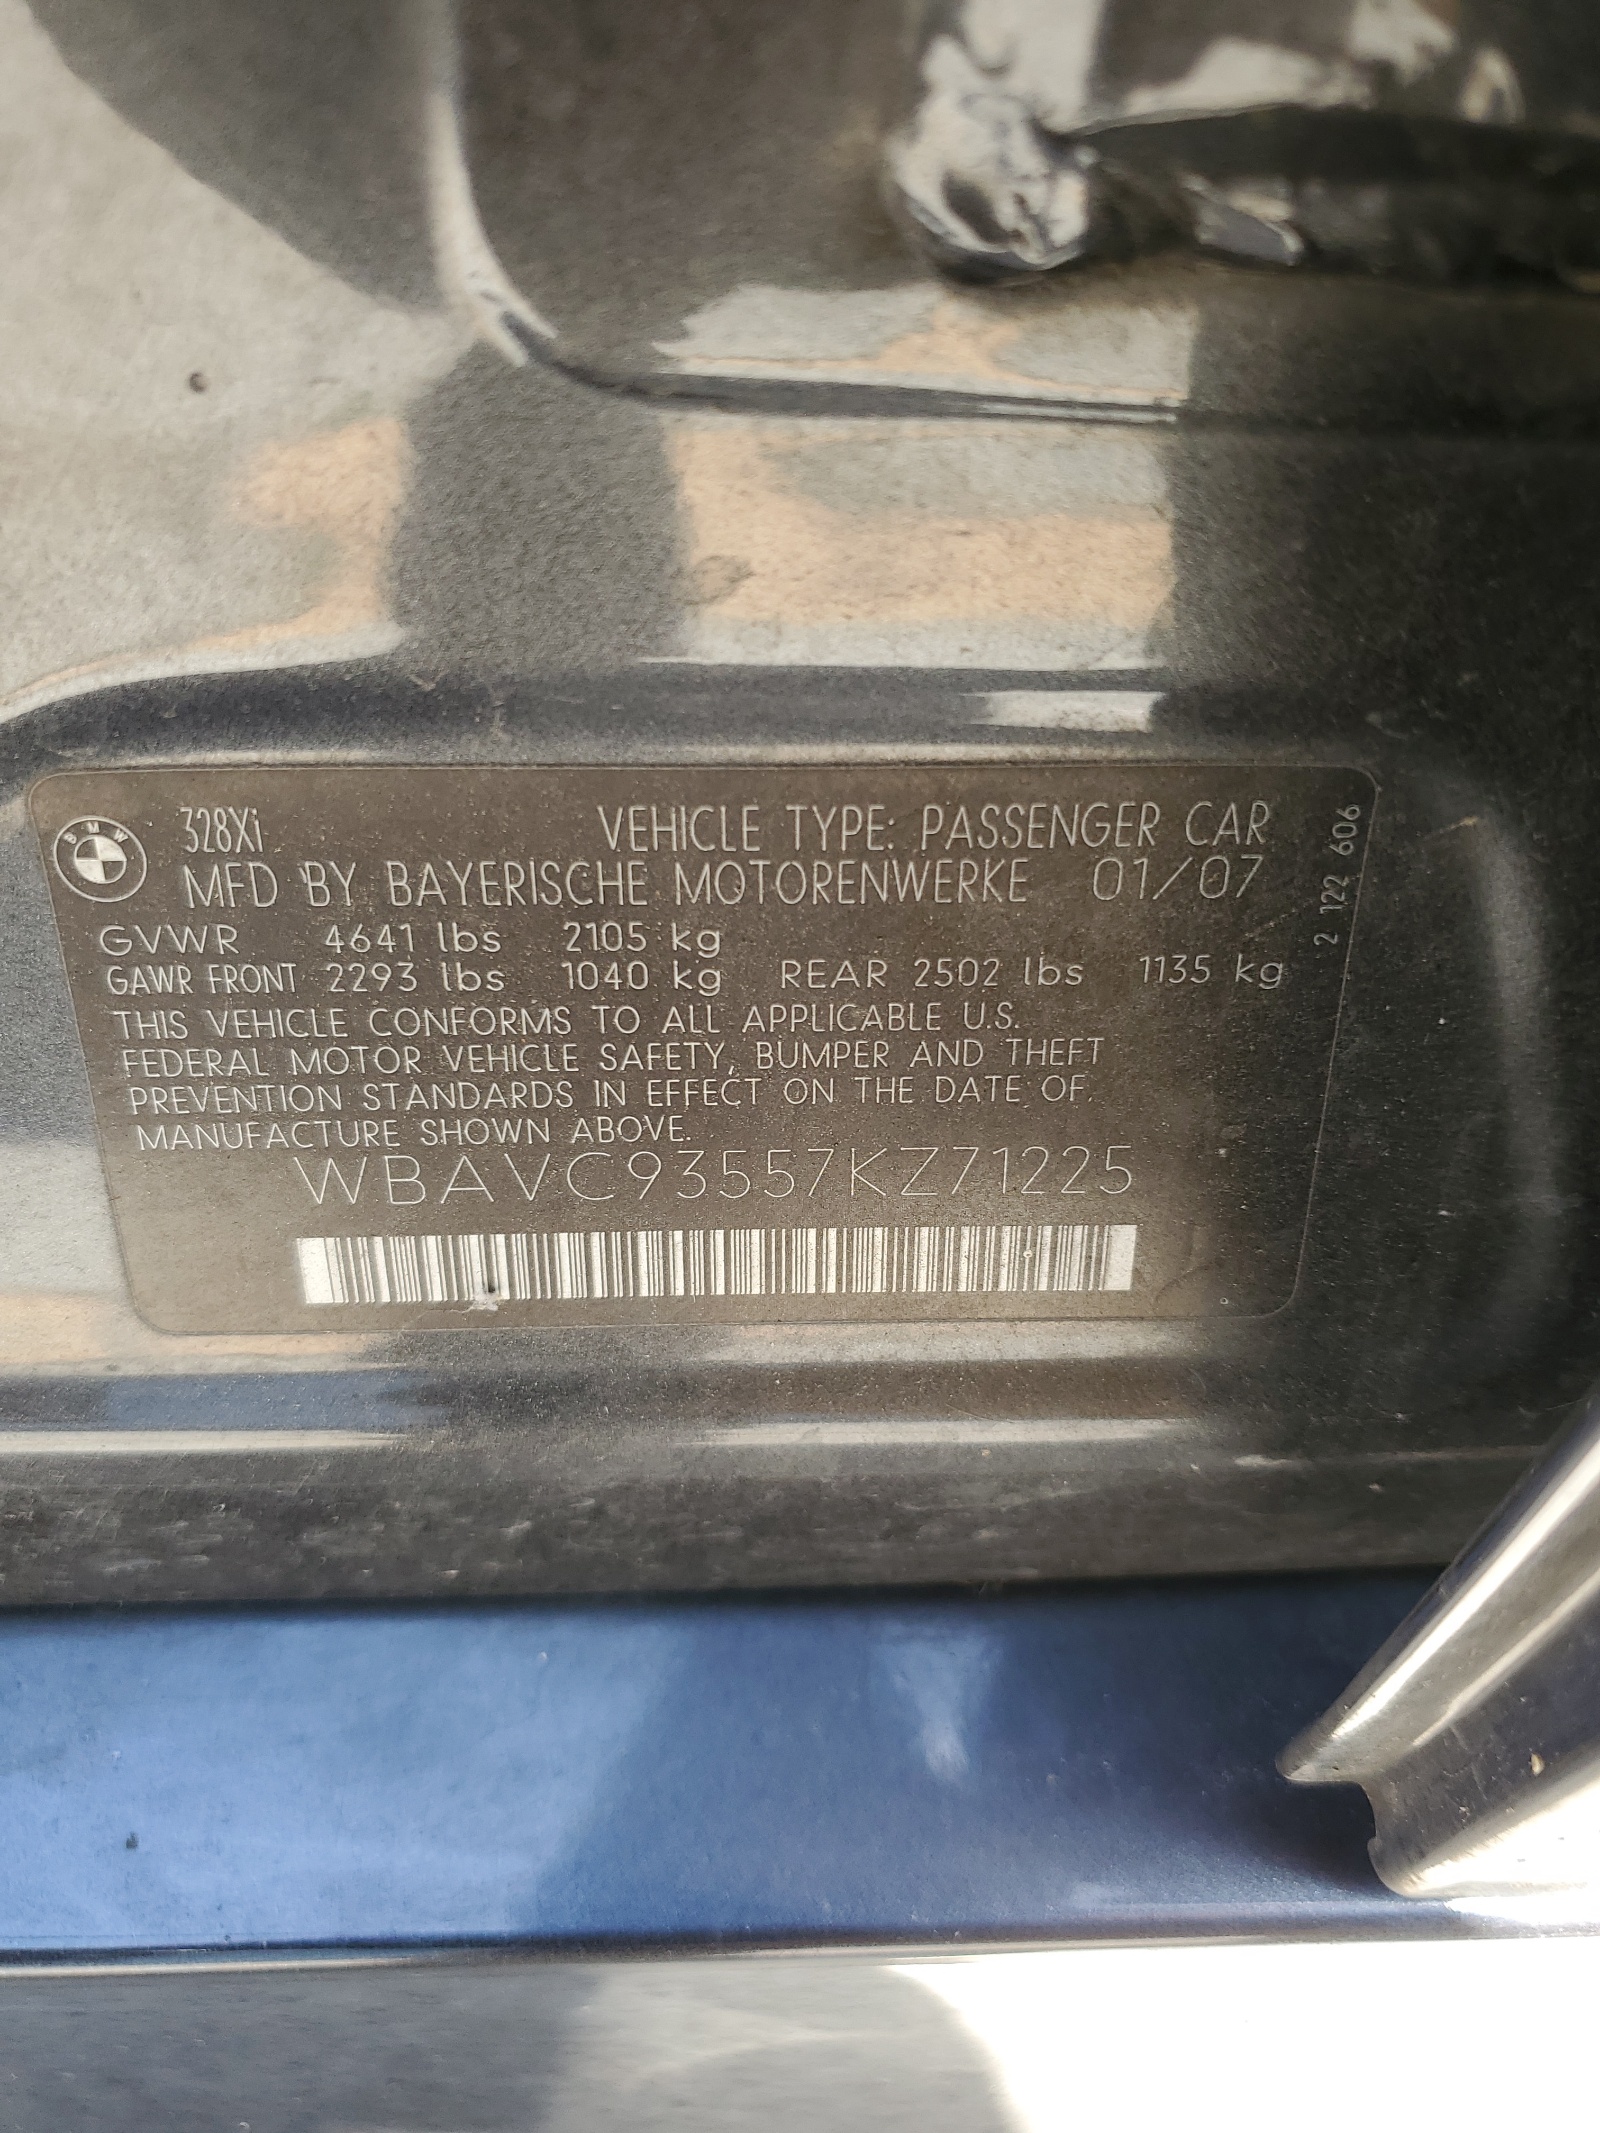 BMW
328Xi VEHICLE TYPE: PASSENGER CAR
MFD BY BAYERISCHE MOTORENWERKE 01/07
GVWR 4641 lbs 2105 kg
GAWR FRONT 2293 lbs 1040 kg REAR 2502 lbs 1135 kg
THIS VEHICLE CONFORMS TO ALL APPLICABLE U.S.
FEDERAL MOTOR VEHICLE SAFETY, BUMPER AND THEFT
PREVENTION STANDARDS IN EFFECT ON THE DATE OF
MANUFACTURE SHOWN ABOVE.
WBAVC93557KZ71225
2 122 606